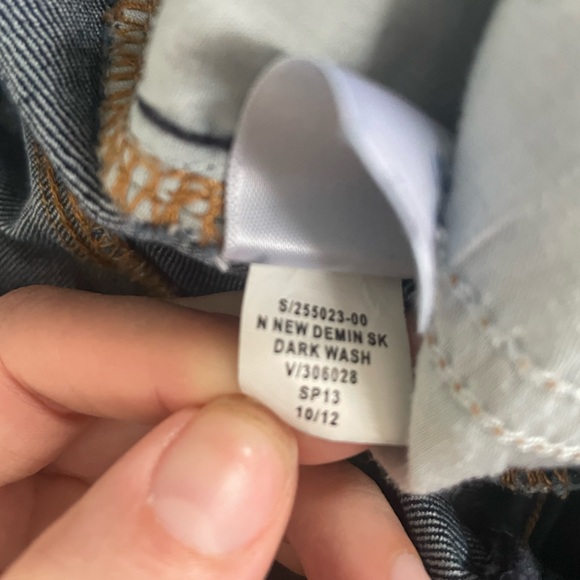 S/255023-00
N NEW DEMIN SK
DARK WASH
V/306028
SP13
10/12